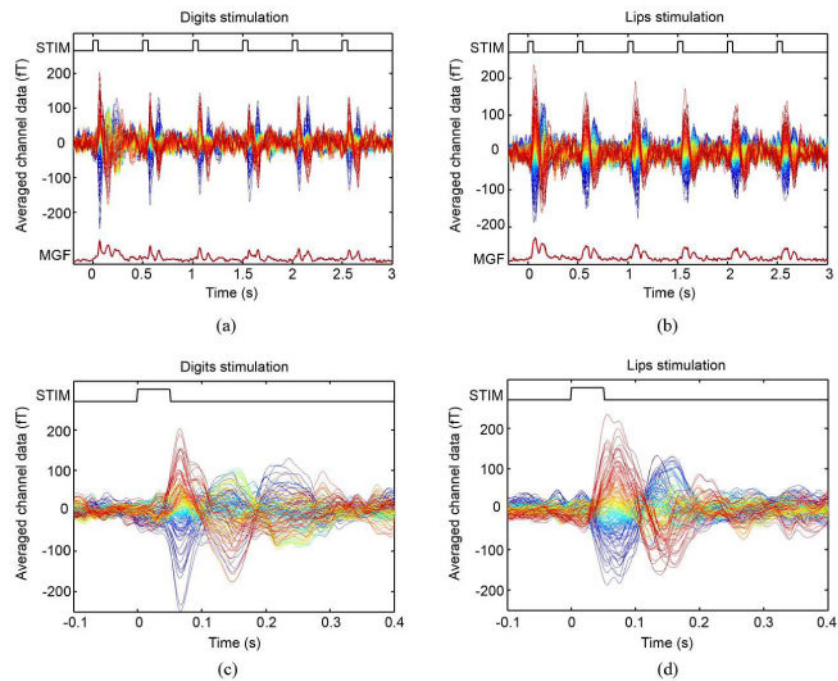 Digits stimulation
STIM
Averaged channel data (fT)
200
100
0
-100
-200
MGF
0 0.5 1 1.5 2 2.5 3
Time (s)
(a)
Lips stimulation
STIM
Averaged channel data (fT)
200
100
0
-100
-200
MGF
0 0.5 1 1.5 2 2.5 3
Time (s)
(b)
Digits stimulation
STIM
Averaged channel data (fT)
200
100
0
-100
-200
-0.1 0 0.1 0.2 0.3 0.4
Time (s)
(c)
Lips stimulation
STIM
Averaged channel data (fT)
200
100
0
-100
-200
-0.1 0 0.1 0.2 0.3 0.4
Time (s)
(d)